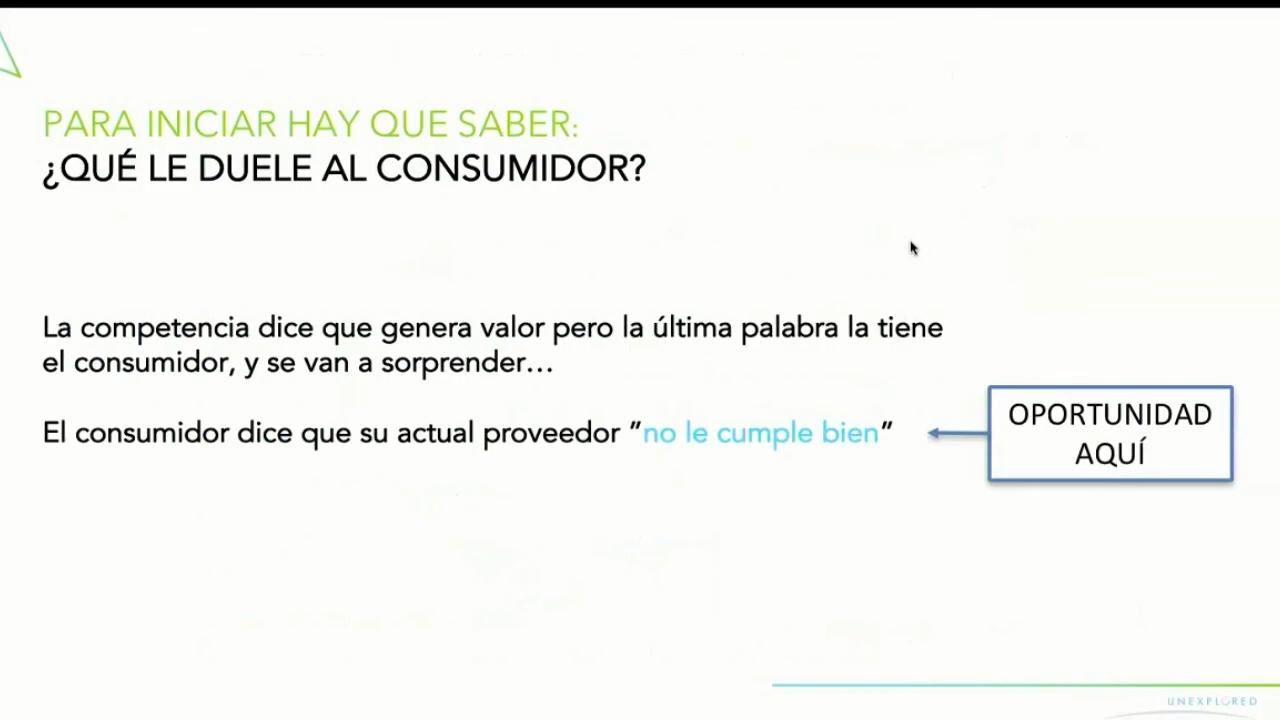 PARA INICIAR HAY QUE SABER:
¿QUÉ LE DUELE AL CONSUMIDOR?
La competencia dice que genera valor pero la última palabra la tiene
el consumidor, y se van a sorprender...
El consumidor dice que su actual proveedor "no le cumple bien"
OPORTUNIDAD
AQUÍ
UNEXPLORED